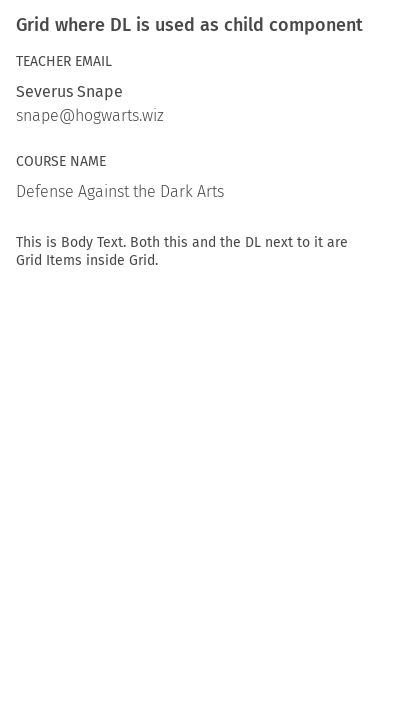 Grid where DL is used as child component
TEACHER EMAIL
Severus Snape
snape@hogwarts.wiz
COURSE NAME
Defense Against the Dark Arts
This is Body Text. Both this and the DL next to it are
Grid Items inside Grid.